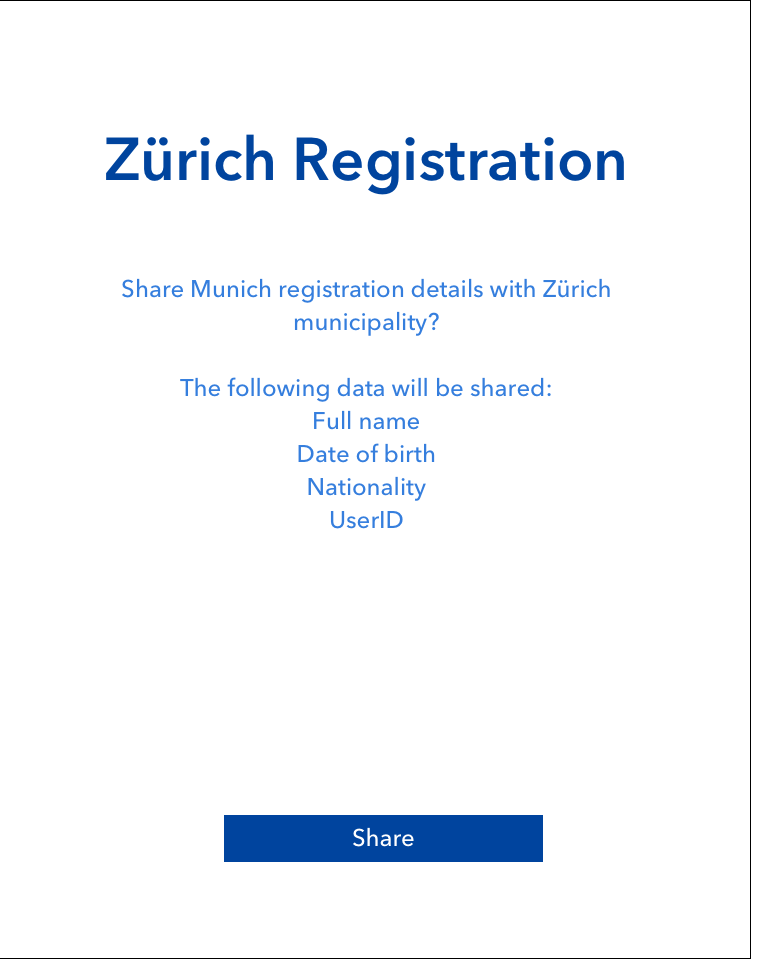 Zürich Registration
Share Munich registration details with Zürich
municipality?
The following data will be shared:
Full name
Date of birth
Nationality
UserID
Share